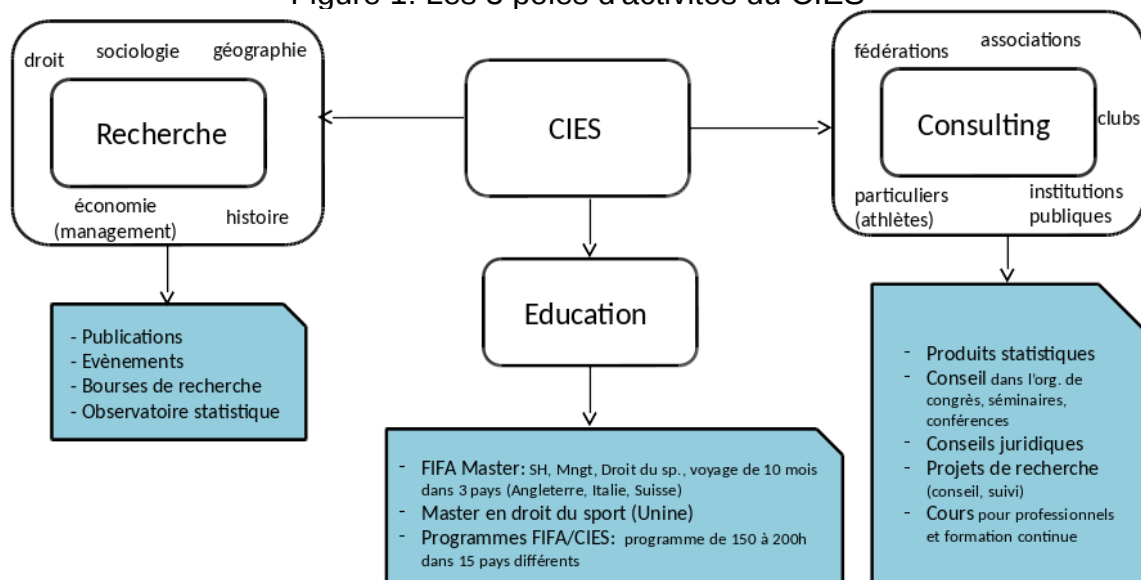 Figure 1: Les 3 pôles d'activités du CIES
droit
sociologie
géographie
Recherche
économie
(management)
histoire
CIES
fédérations
associations
Consulting
clubs
particuliers
(athlètes)
institutions
publiques
Education
- Publications
- Evènements
- Bourses de recherche
- Observatoire statistique
- FIFA Master: SH, Mngt, Droit du sp., voyage de 10 mois
dans 3 pays (Angleterre, Italie, Suisse)
- Master en droit du sport (Unine)
- Programmes FIFA/CIES: programme de 150 à 200h
dans 15 pays différents
- Produits statistiques
- Conseil dans l'org. de
congrès, séminaires,
conférences
- Conseils juridiques
- Projets de recherche
(conseil, suivi)
- Cours pour professionnels
et formation continue